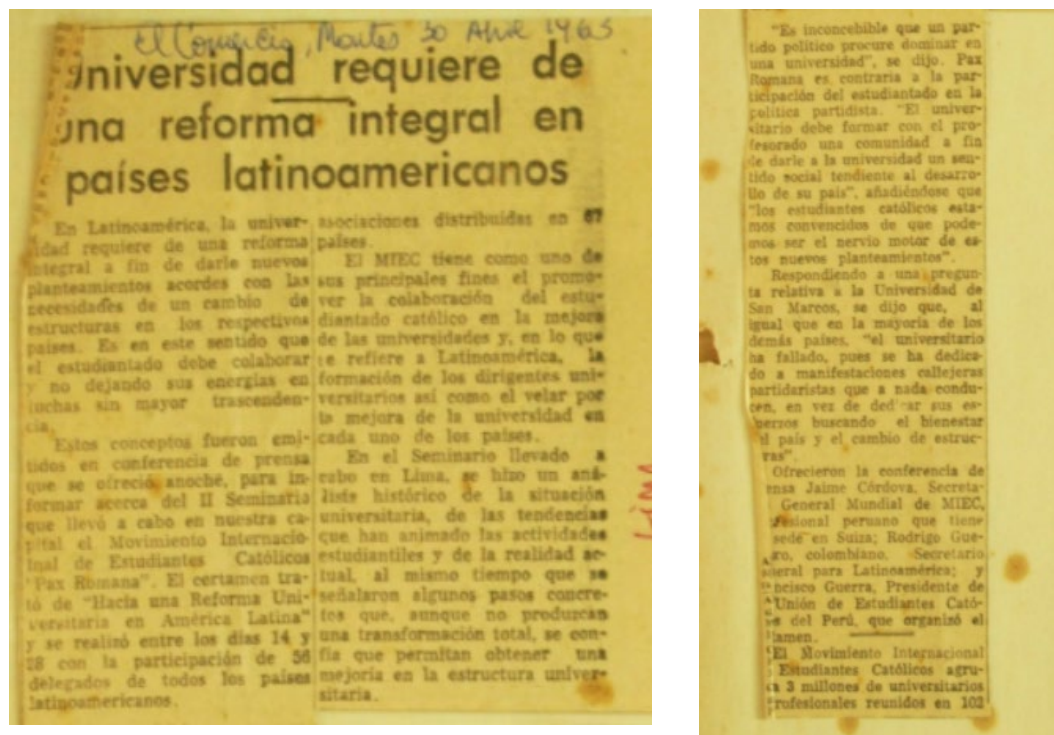 El Comercio, Martes 30 Abril 1963
Universidad requiere de
una reforma integral en
países latinoamericanos
En Latinoamérica, la univer-
sidad requiere de una reforma
integral a fin de darle nuevos
planteamientos acordes con las
necesidades de un cambio de
estructuras en los respectivos
países. Es en este sentido que
el estudiantado debe colaborar
y no dejando sus energías en
luchas sin mayor trascenden-
cia.
Estos conceptos fueron emi-
tidos en conferencia de prensa
que se ofreció anoche, para in-
formar acerca del II Seminario
que llevó a cabo en nuestra ca-
pital el Movimiento Internacio-
nal de Estudiantes Católicos
"Pax Romana". El certamen tra-
tó de "Hacia una Reforma Uni-
versitaria en América Latina"
y se realizó entre los días 14 y
28 con la participación de 56
delegados de todos los países
latinoamericanos.
asociaciones distribuidas en 87
países.
El MIEC tiene como uno de
sus principales fines el promo-
ver la colaboración del estu-
diantado católico en la mejora
de las universidades y, en lo que
se refiere a Latinoamérica, la
formación de los dirigentes uni-
versitarios así como el velar por
la mejora de la universidad en
cada uno de los países.
En el Seminario llevado a
cabo en Lima, se hizo un aná-
lisis histórico de la situación
universitaria, de las tendencias
que han animado las actividades
estudiantiles y de la realidad ac-
tual, al mismo tiempo que se
señalaron algunos pasos concre-
tos que, aunque no produzcan
una transformación total, se con-
fía que permitan obtener una
mejoría en la estructura univer-
sitaria.
Lima
"Es inconcebible que un par-
tido político procure dominar en
una universidad", se dijo. Pax
Romana es contraria a la par-
ticipación del estudiantado en la
política partidista. "El univer-
sitario debe formar con el pro-
fesorado una comunidad a fin
de darle a la universidad un sen-
tido social tendiente al desarro-
llo de su país", añadiéndose que
"los estudiantes católicos esta-
mos convencidos de que pode-
mos ser el nervio motor de es-
tos nuevos planteamientos".
Respondiendo a una pregun-
ta relativa a la Universidad de
San Marcos, se dijo que, al
igual que en la mayoría de los
demás países, "el universitario
ha fallado, pues se ha dedica-
do a manifestaciones callejeras
partidaristas que a nada condu-
cen, en vez de dedicar sus es-
fuerzos buscando el bienestar
el país y el cambio de estruc-
ras".
Ofrecieron la conferencia de
ensa Jaime Córdova, Secreta-
General Mundial de MIEC,
fesional peruano que tiene
sede en Suiza; Rodrigo Gue-
ro, colombiano, Secretario
neral para Latinoamérica; y
ncisco Guerra, Presidente de
Unión de Estudiantes Cató-
s del Perú, que organizó el
tamen.
El Movimiento Internacional
Estudiantes Católicos agru-
a 3 millones de universitarios
rofesionales reunidos en 102